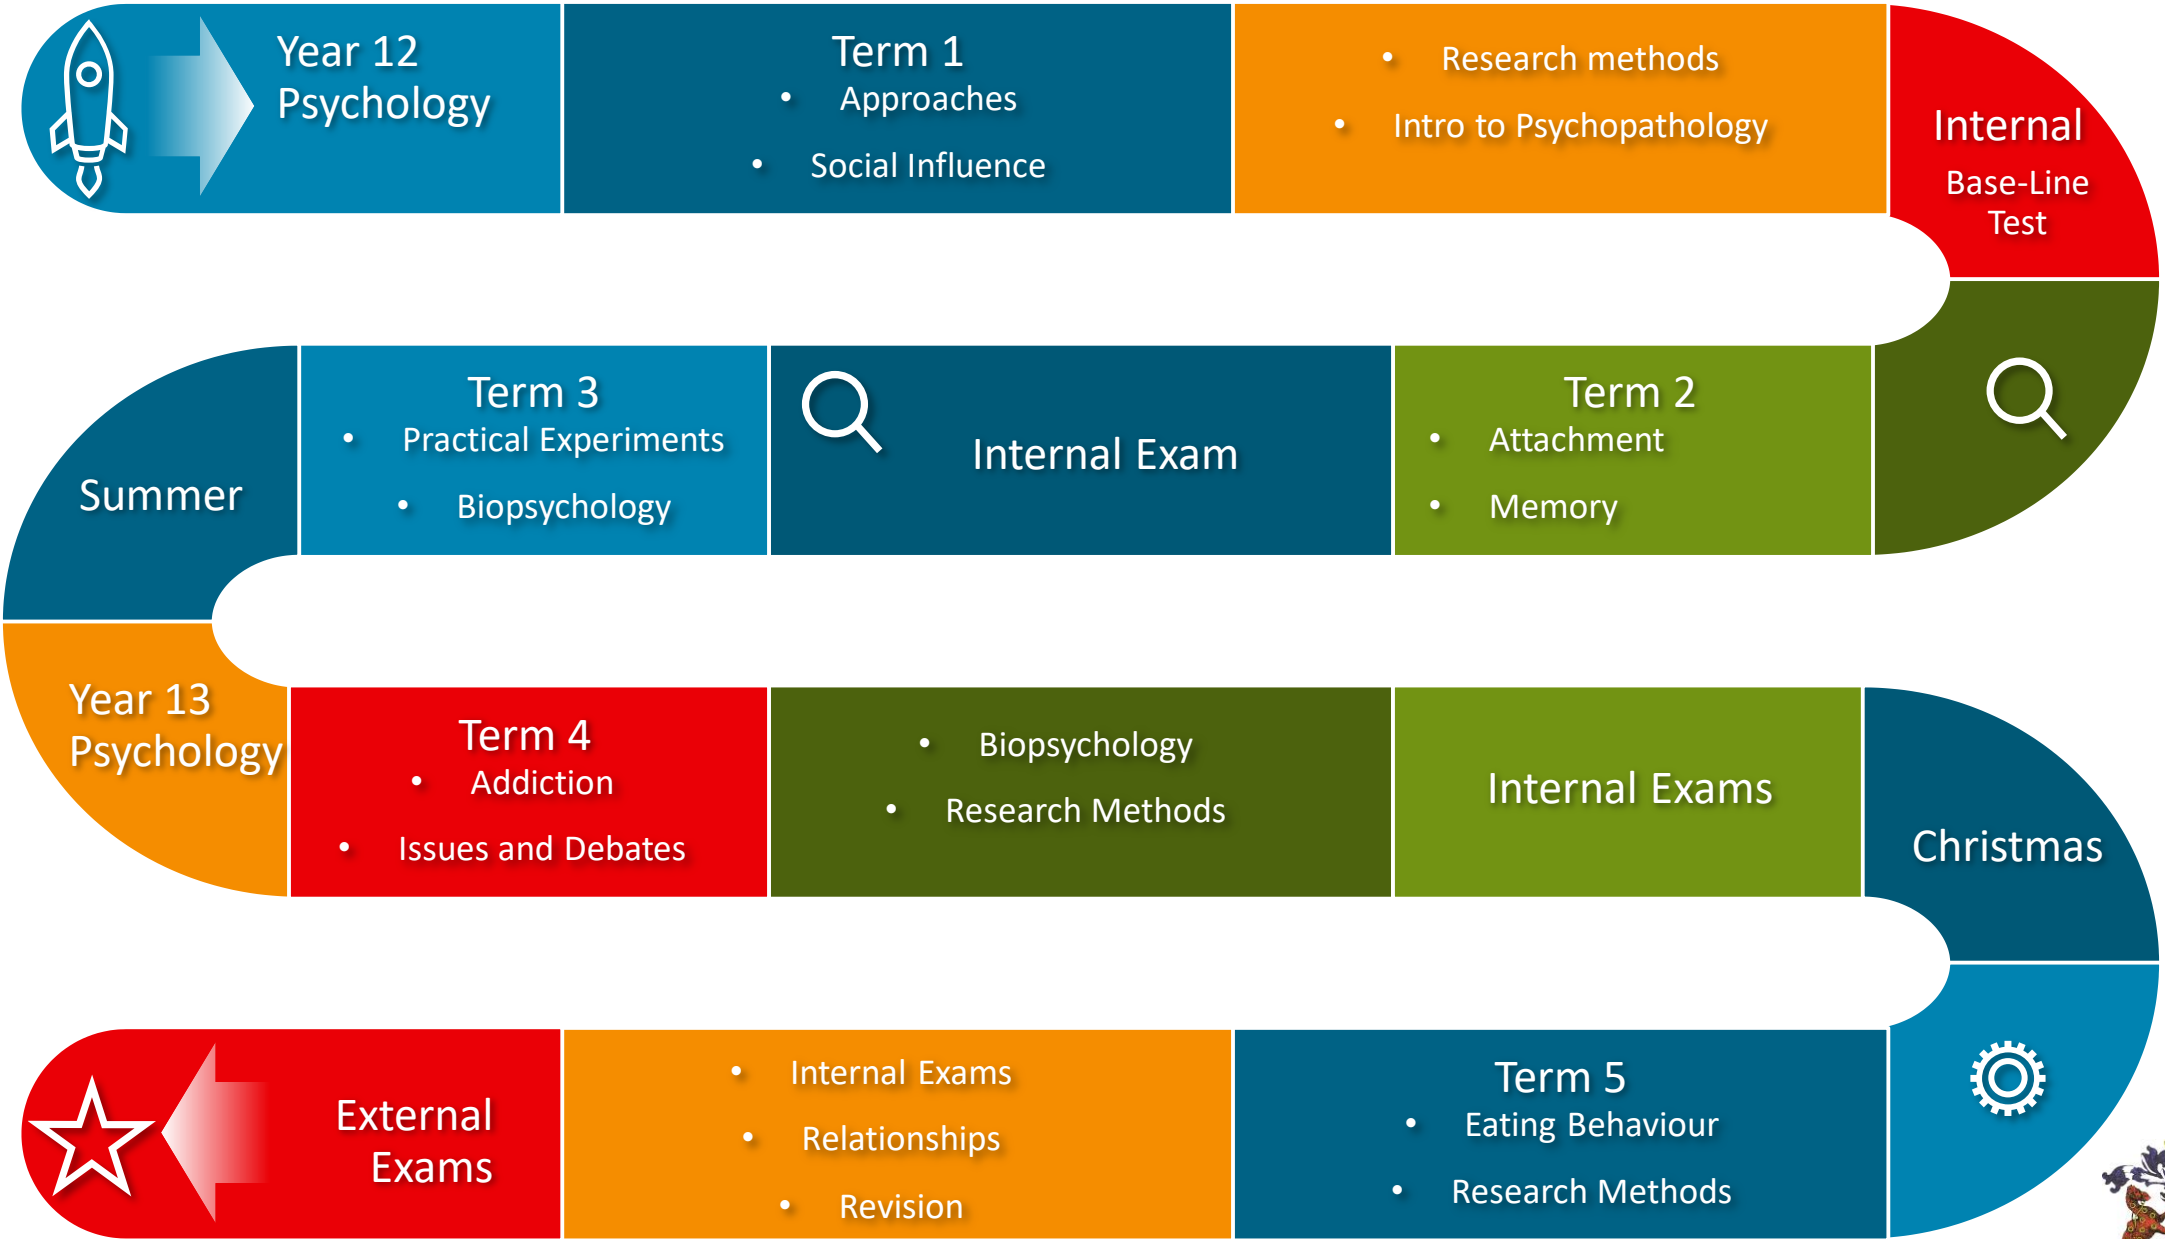 Year 12
Psychology
Term 1
• Approaches
• Social Influence
• Research methods
• Intro to Psychopathology
Internal
Base-Line
Test
Term 2
• Attachment
• Memory
Internal Exam
Term 3
• Practical Experiments
• Biopsychology
Summer
Year 13
Psychology
Term 4
• Addiction
• Issues and Debates
• Biopsychology
• Research Methods
Internal Exams
Christmas
Term 5
• Eating Behaviour
• Research Methods
• Internal Exams
• Relationships
• Revision
External
Exams